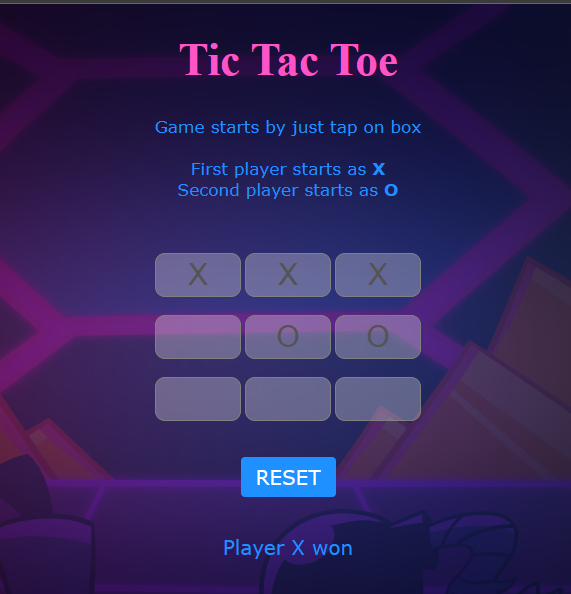 Tic Tac Toe
Game starts by just tap on box
First player starts as X
Second player starts as O
X X X
O O
RESET
Player X won